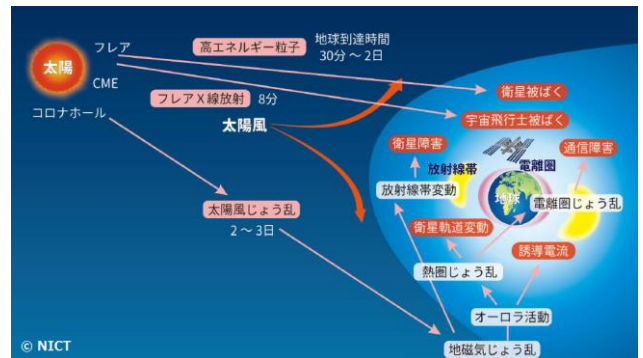 フレア
太陽
CME
コロナホール
高エネルギー粒子
地球到達時間
30分 ～ 2日
フレアX線放射
8分
太陽風
太陽風じょう乱
2 ～ 3日
衛星被ばく
宇宙飛行士被ばく
衛星障害
通信障害
放射線帯
電離圏
放射線帯変動
地球
電離圏じょう乱
衛星軌道変動
誘導電流
熱圏じょう乱
オーロラ活動
地磁気じょう乱
© NICT